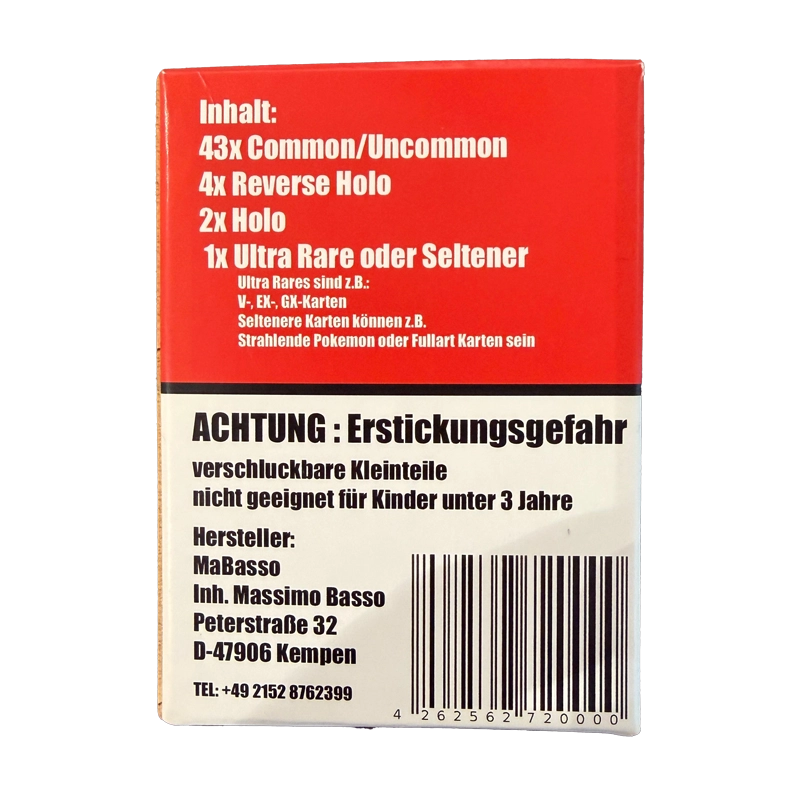 Inhalt:
43x Common/Uncommon
4x Reverse Holo
2x Holo
1x Ultra Rare oder Seltener
Ultra Rares sind z.B.:
V-, EX-, GX-Karten
Seltenere Karten können z.B.
Strahlende Pokemon oder Fullart Karten sein
ACHTUNG : Erstickungsgefahr
verschluckbare Kleinteile
nicht geeignet für Kinder unter 3 Jahre
Hersteller:
MaBasso
Inh. Massimo Basso
Peterstraße 32
D-47906 Kempen
TEL: +49 2152 8762399
4 262562 720000